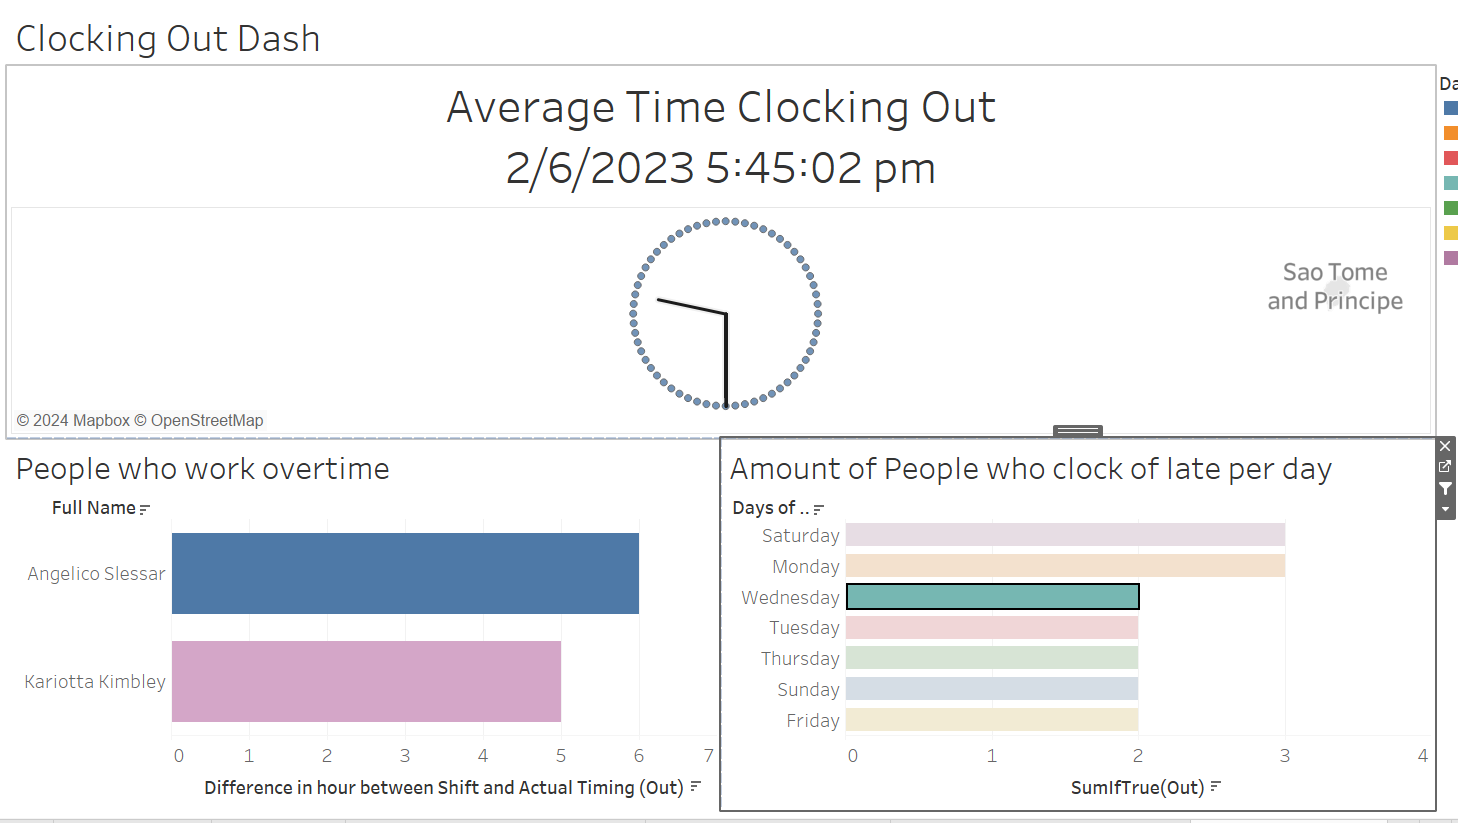 Clocking Out Dash
Average Time Clocking Out
2/6/2023 5:45:02 pm
Da
Sao Tome
and Principe
© 2024 Mapbox © OpenStreetMap
People who work overtime
Full Name
Angelico Slessar
Kariotta Kimbley
0 1 2 3 4 5 6 7
Difference in hour between Shift and Actual Timing (Out)
Amount of People who clock of late per day
Days of ..
Saturday
Monday
Wednesday
Tuesday
Thursday
Sunday
Friday
0 1 2 3 4
SumIfTrue(Out)